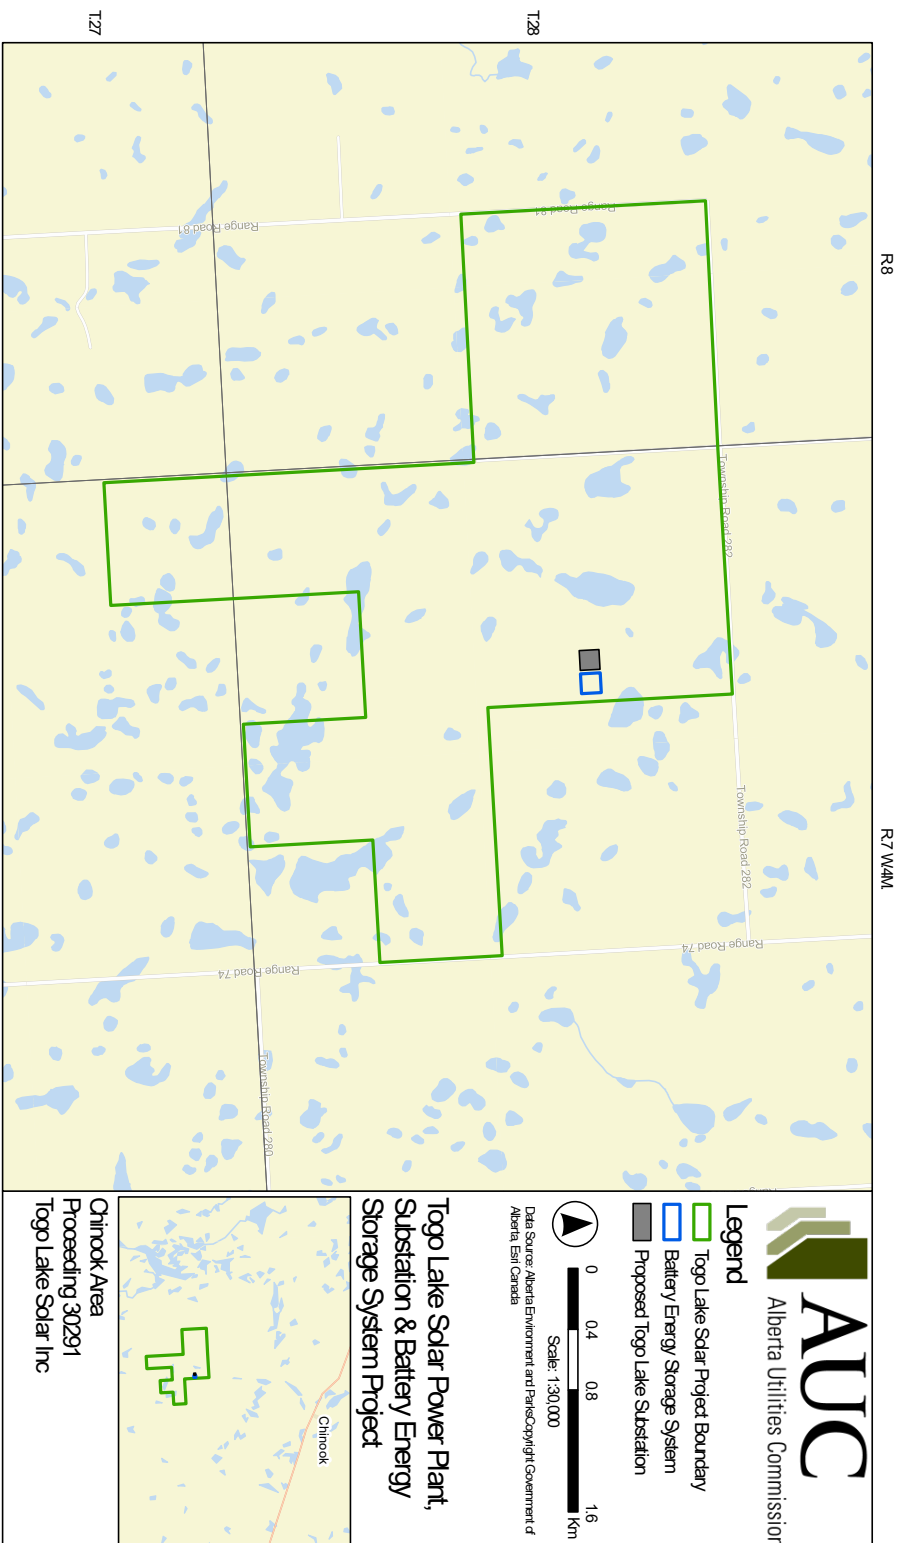 R8
R7 W4M
T.28
T.27
Range Road 81
Range Road 81
Township Road 282
Township Road 282
Range Road 74
Range Road 74
Township Road 280
AUC
Alberta Utilities Commission
Legend
Togo Lake Solar Project Boundary
Battery Energy Storage System
Proposed Togo Lake Substation
0 0.4 0.8 1.6
Km
Scale: 1:30,000
Data Source: Alberta Environment and ParksCopyright Government of
Alberta, Esri Canada
Togo Lake Solar Power Plant,
Substation & Battery Energy
Storage System Project
Chinook
Chinook Area
Proceeding 30291
Togo Lake Solar Inc